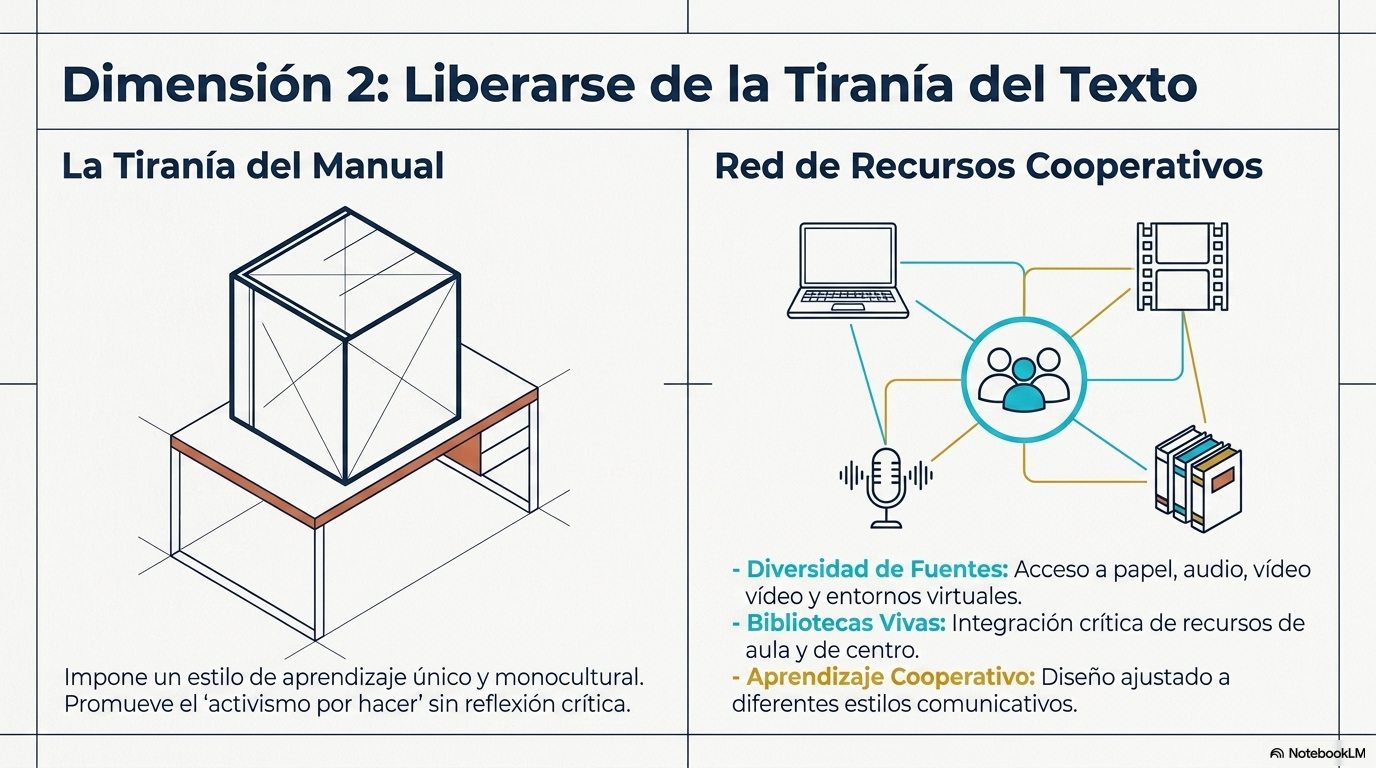 Dimensión 2: Liberarse de la Tiranía del Texto
La Tiranía del Manual
Impone un estilo de aprendizaje único y monocultural.
Promueve el ‘activismo por hacer’ sin reflexión crítica.
Red de Recursos Cooperativos
- Diversidad de Fuentes: Acceso a papel, audio, vídeo
vídeo y entornos virtuales.
- Bibliotecas Vivas: Integración crítica de recursos de
aula y de centro.
- Aprendizaje Cooperativo: Diseño ajustado a
diferentes estilos comunicativos.
NotebookLM